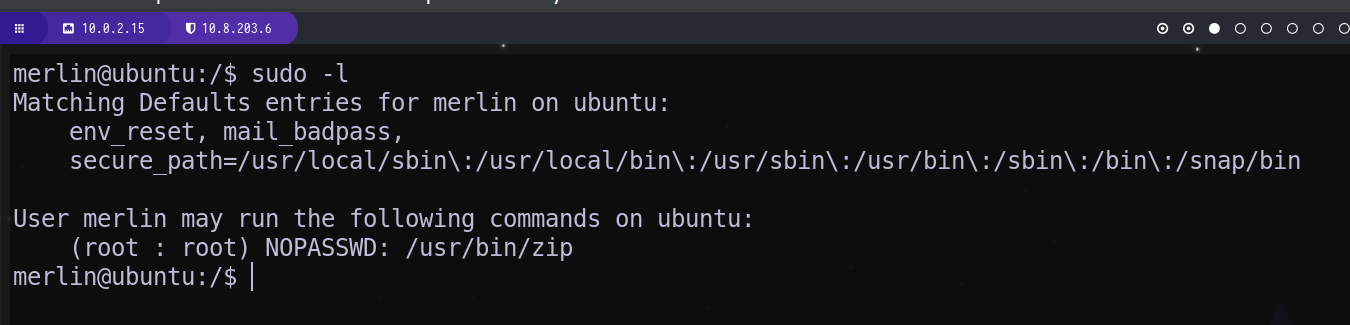 10.0.2.15 10.8.203.6
merlin@ubuntu:/$ sudo -l
Matching Defaults entries for merlin on ubuntu:
    env_reset, mail_badpass,
    secure_path=/usr/local/sbin\:/usr/local/bin\:/usr/sbin\:/usr/bin\:/sbin\:/bin\:/snap/bin

User merlin may run the following commands on ubuntu:
    (root : root) NOPASSWD: /usr/bin/zip
merlin@ubuntu:/$